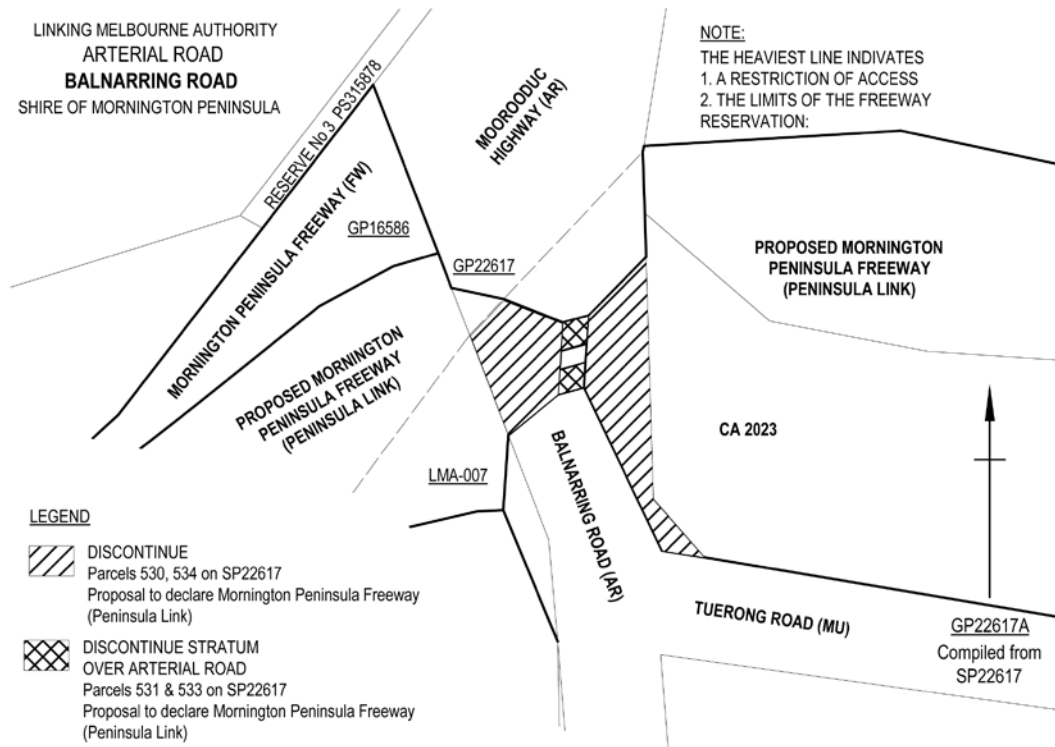 LINKING MELBOURNE AUTHORITY
ARTERIAL ROAD
BALNARRING ROAD
SHIRE OF MORNINGTON PENINSULA
RESERVE No 3 PS315878
MOOROODUC
HIGHWAY (AR)
NOTE:
THE HEAVIEST LINE INDIVATES
1. A RESTRICTION OF ACCESS
2. THE LIMITS OF THE FREEWAY
RESERVATION:
MORNINGTON PENINSULA FREEWAY (FW)
GP16586
GP22617
PROPOSED MORNINGTON
PENINSULA FREEWAY
(PENINSULA LINK)
PROPOSED MORNINGTON
PENINSULA FREEWAY
(PENINSULA LINK)
CA 2023
LMA-007
BALNARRING ROAD (AR)
TUERONG ROAD (MU)
LEGEND
DISCONTINUE
Parcels 530, 534 on SP22617
Proposal to declare Mornington Peninsula Freeway
(Peninsula Link)
DISCONTINUE STRATUM
OVER ARTERIAL ROAD
Parcels 531 & 533 on SP22617
Proposal to declare Mornington Peninsula Freeway
(Peninsula Link)
GP22617A
Compiled from
SP22617